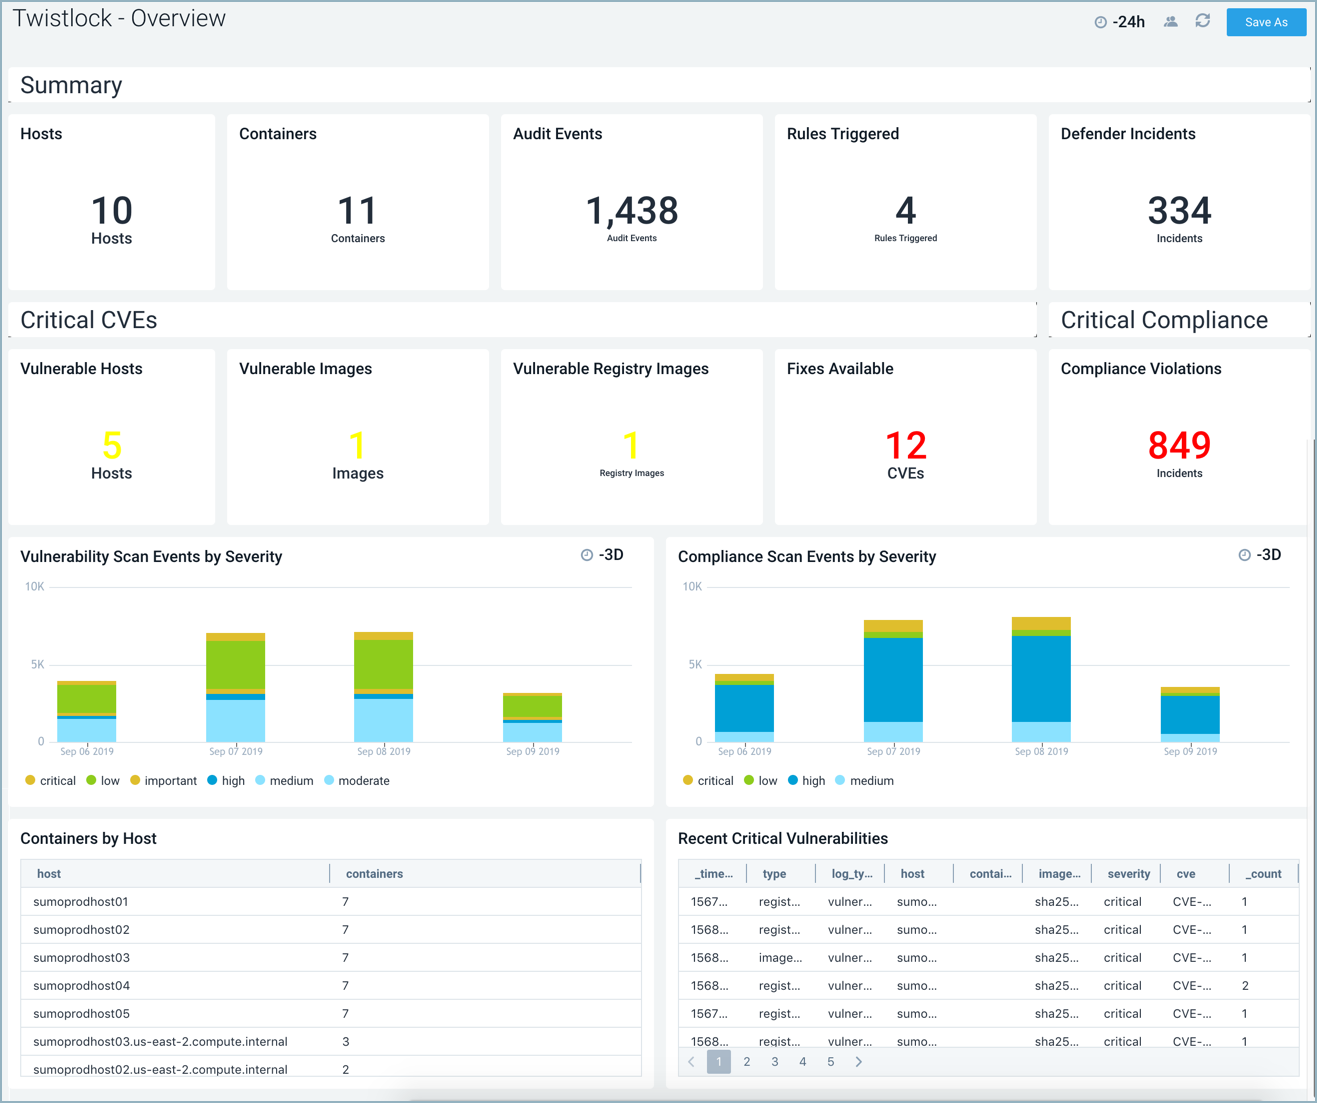 Twistlock - Overview
-24h
Save As
Summary
Hosts
10
Hosts
Containers
11
Containers
Audit Events
1,438
Audit Events
Rules Triggered
4
Rules Triggered
Defender Incidents
334
Incidents
Critical CVEs
Critical Compliance
Vulnerable Hosts
5
Hosts
Vulnerable Images
1
Images
Vulnerable Registry Images
1
Registry Images
Fixes Available
12
CVEs
Compliance Violations
849
Incidents
Vulnerability Scan Events by Severity
-3D
10K
5K
0
Sep 06 2019 Sep 07 2019 Sep 08 2019 Sep 09 2019
critical low important high medium moderate
Compliance Scan Events by Severity
-3D
10K
5K
0
Sep 06 2019 Sep 07 2019 Sep 08 2019 Sep 09 2019
critical low high medium
Containers by Host
host containers
sumoprodhost01 7
sumoprodhost02 7
sumoprodhost03 7
sumoprodhost04 7
sumoprodhost05 7
sumoprodhost03.us-east-2.compute.internal 3
sumoprodhost02.us-east-2.compute.internal 2
Recent Critical Vulnerabilities
_time... type log_ty... host contai... image... severity cve _count
1567... regist... vulner... sumo... sha25... critical CVE-... 1
1568... regist... vulner... sumo... sha25... critical CVE-... 1
1568... image... vulner... sumo... sha25... critical CVE-... 1
1568... regist... vulner... sumo... sha25... critical CVE-... 2
1567... regist... vulner... sumo... sha25... critical CVE-... 1
1568... regist... vulner... sumo... sha25... critical CVE-... 1
1 2 3 4 5